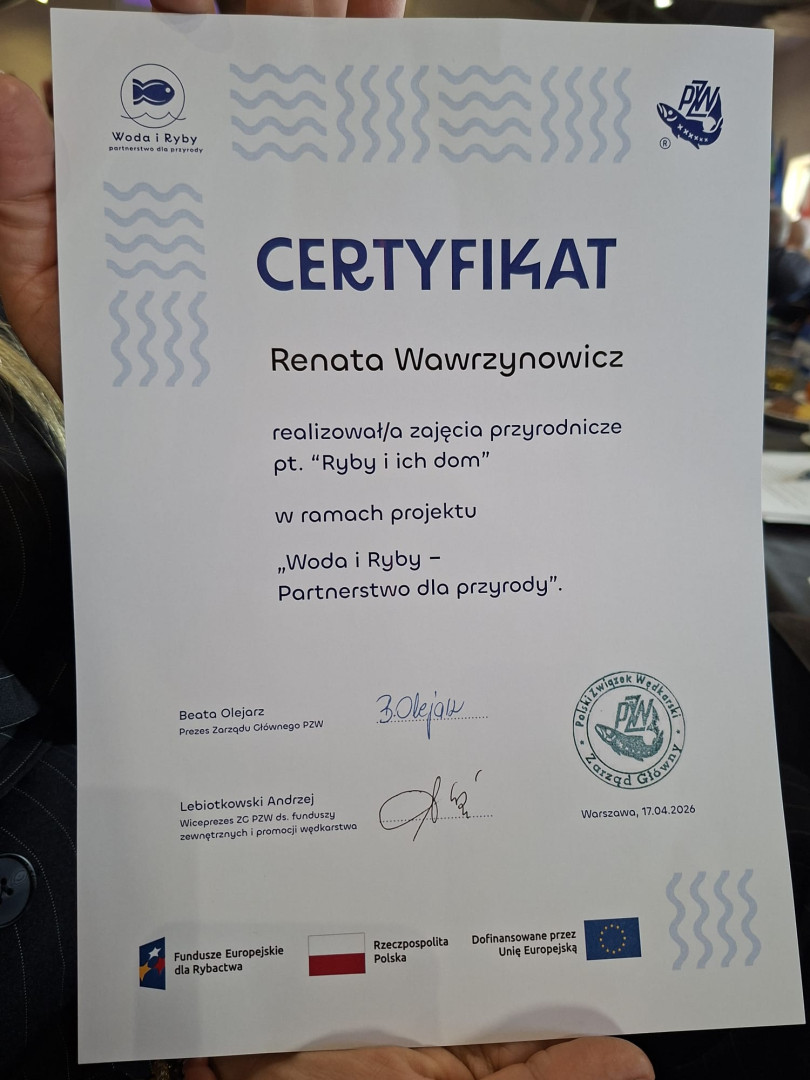 Woda i Ryby
partnerstwo dla przyrody
PZW
®
CERTYFIKAT
Renata Wawrzynowicz
realizował/a zajęcia przyrodnicze
pt. “Ryby i ich dom”
w ramach projektu
„Woda i Ryby –
Partnerstwo dla przyrody”.
Beata Olejarz
Prezes Zarządu Głównego PZW
B.Olejarz
Polski Związek Wędkarski
PZW
Zarząd Główny
Lebiotkowski Andrzej
Wiceprezes ZG PZW ds. funduszy
zewnętrznych i promocji wędkarstwa
Warszawa, 17.04.2026
Fundusze Europejskie
dla Rybactwa
Rzeczpospolita
Polska
Dofinansowane przez
Unię Europejską